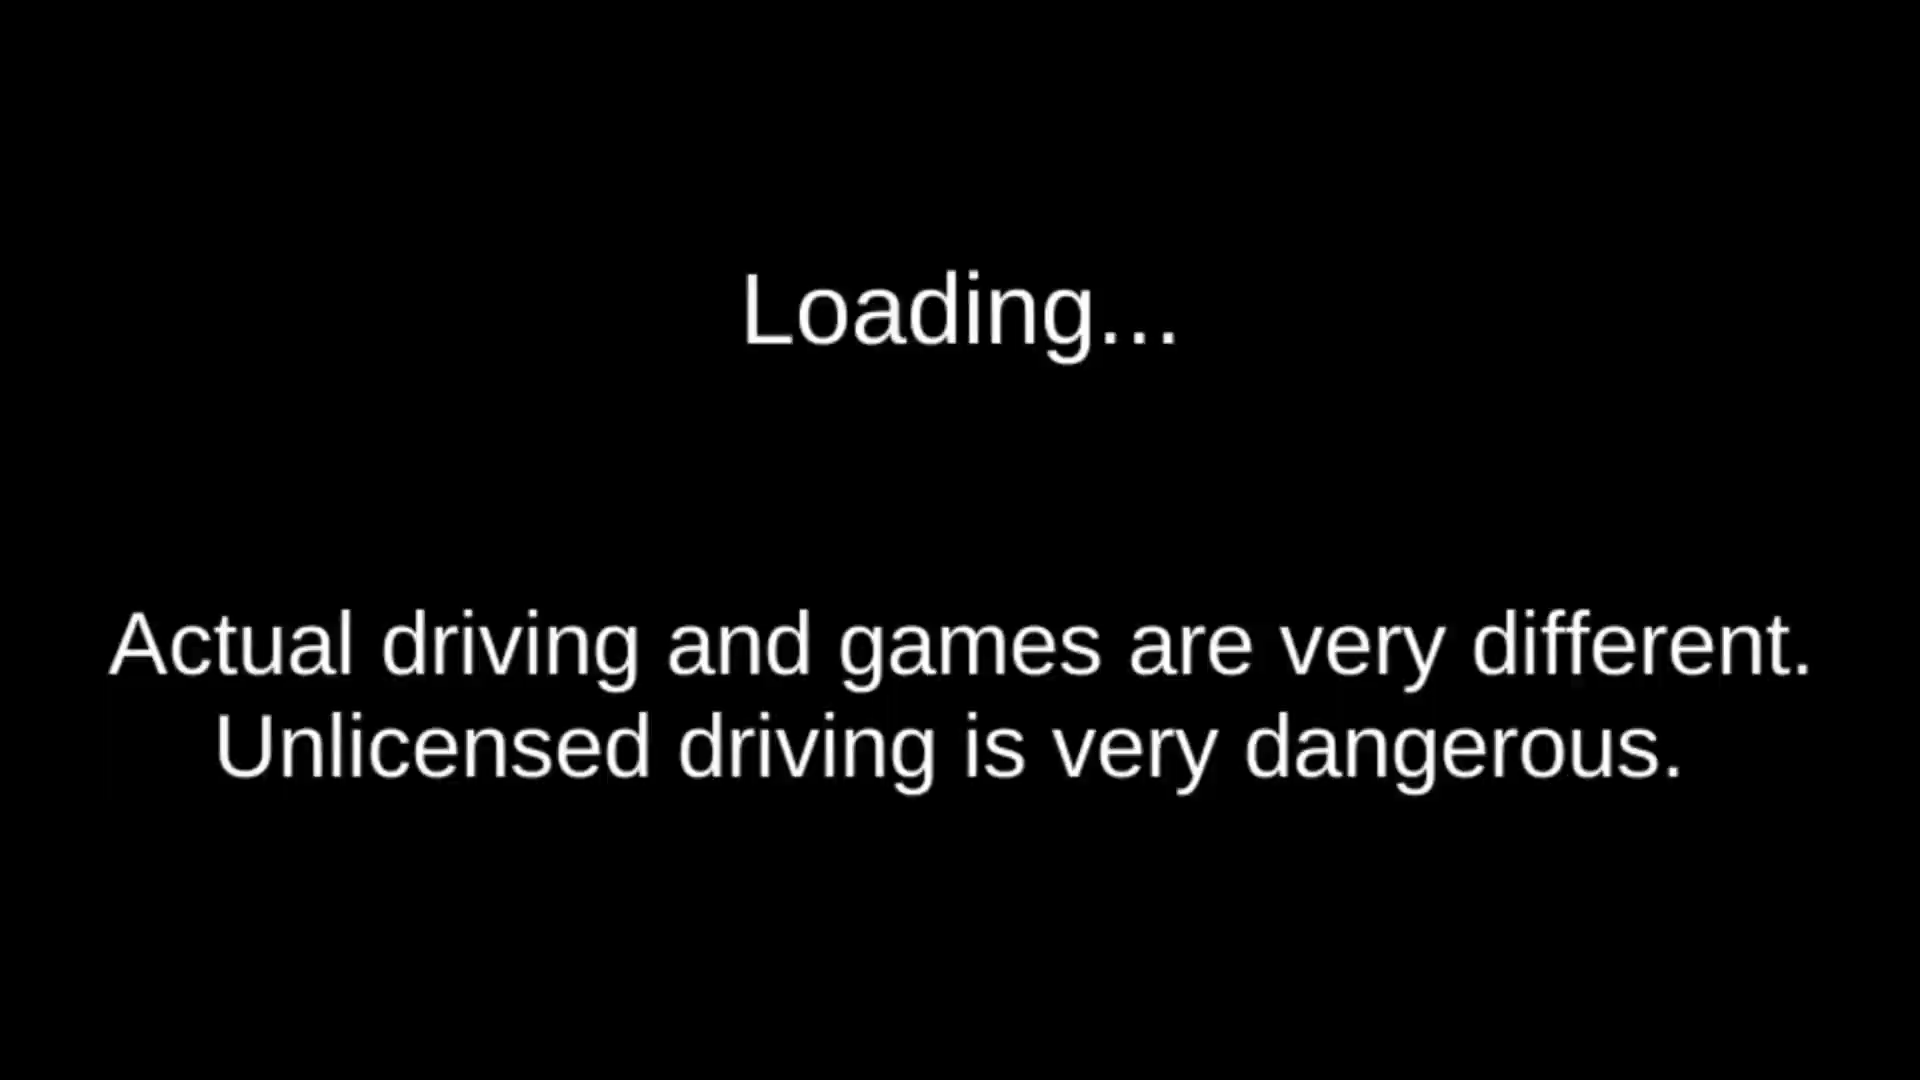 Loading...
Actual driving and games are very different.
Unlicensed driving is very dangerous.